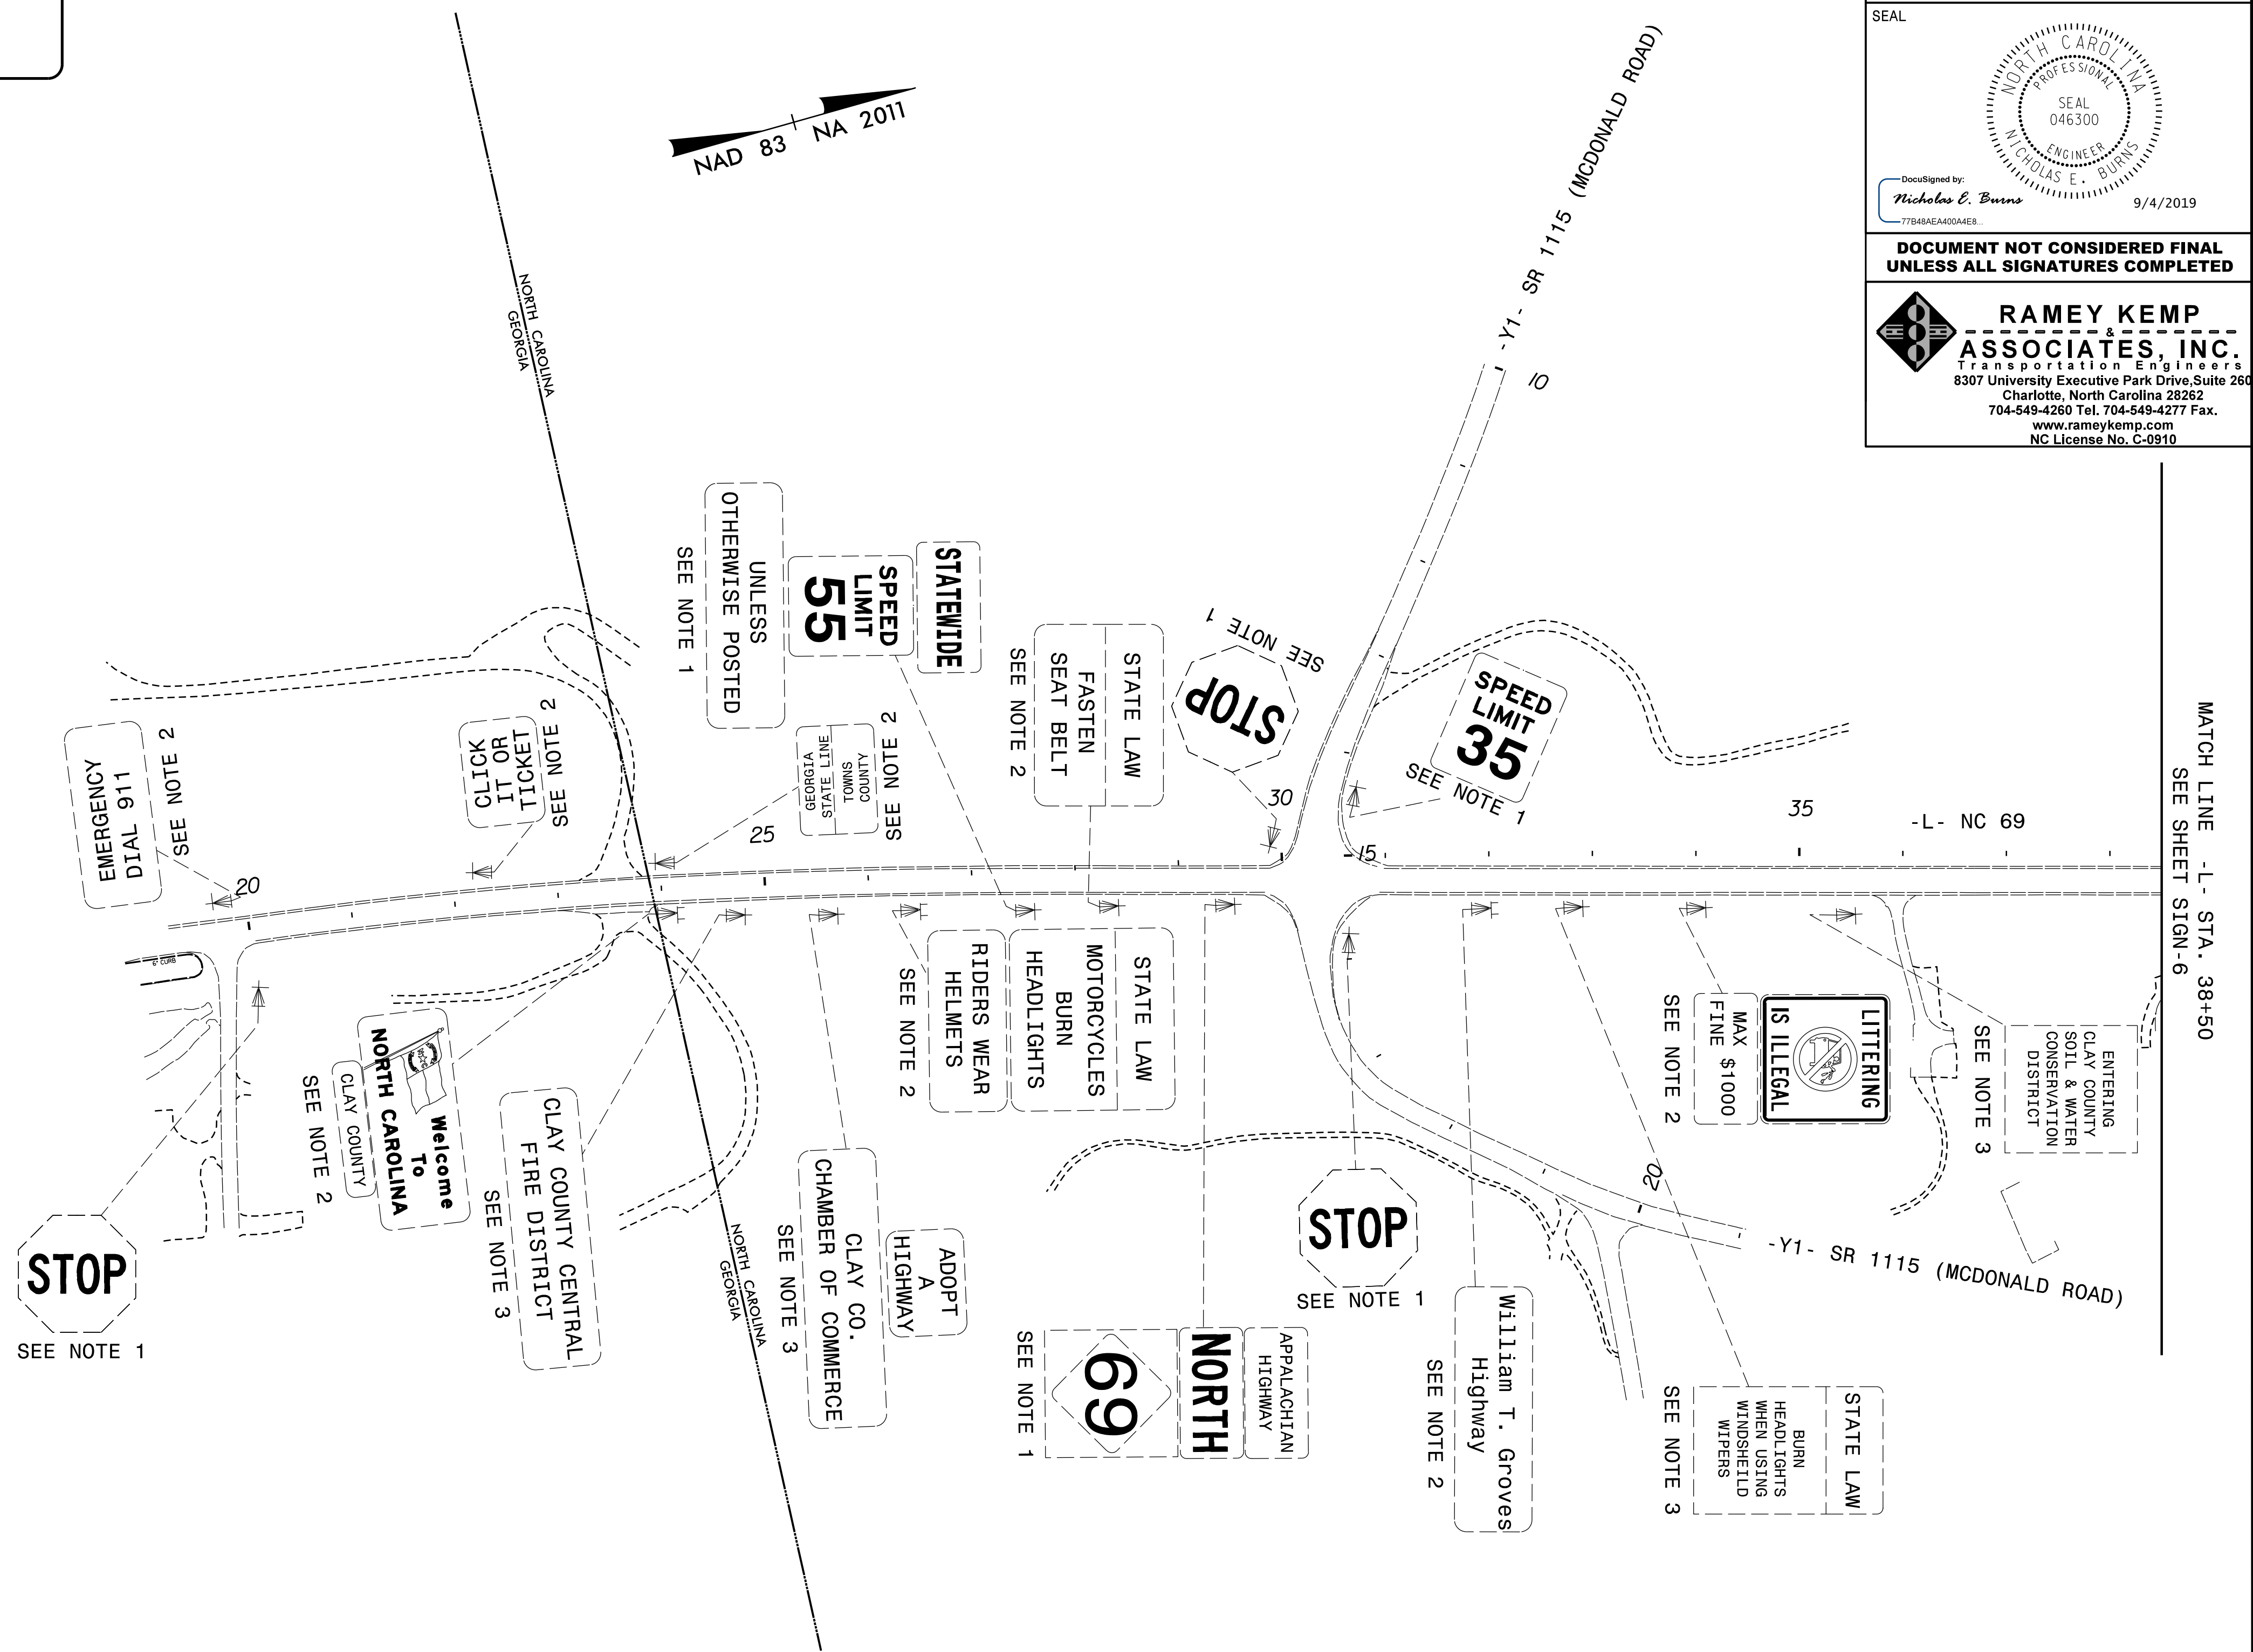 SEAL
NORTH CAROLINA
PROFESSIONAL
SEAL
046300
ENGINEER
NICHOLAS E. BURNS
DocuSigned by:
Nicholas E. Burns
9/4/2019
77B48AEA400A4E8...
DOCUMENT NOT CONSIDERED FINAL
UNLESS ALL SIGNATURES COMPLETED
RAMEY KEMP
&
ASSOCIATES, INC.
Transportation Engineers
8307 University Executive Park Drive,Suite 260
Charlotte, North Carolina 28262
704-549-4260 Tel. 704-549-4277 Fax.
www.rameykemp.com
NC License No. C-0910
NAD 83 NA 2011
NORTH CAROLINA
GEORGIA
-Y1- SR 1115 (MCDONALD ROAD)
10
STATEWIDE
SPEED
LIMIT
55
UNLESS
OTHERWISE POSTED
SEE NOTE 1
STATE LAW
FASTEN
SEAT BELT
SEE NOTE 2
STOP
SEE NOTE 1
SPEED
LIMIT
35
SEE NOTE 1
EMERGENCY
DIAL 911
SEE NOTE 2
CLICK
IT OR
TICKET
SEE NOTE 2
GEORGIA
STATE LINE
TOWNS
COUNTY
SEE NOTE 2
20
25
30
15
35
-L- NC 69
MATCH LINE -L- STA. 38+50
SEE SHEET SIGN-6
6" CURB
STOP
SEE NOTE 1
Welcome
To
NORTH CAROLINA
CLAY COUNTY
SEE NOTE 2
CLAY COUNTY CENTRAL
FIRE DISTRICT
SEE NOTE 3
NORTH CAROLINA
GEORGIA
ADOPT
A
HIGHWAY
CLAY CO.
CHAMBER OF COMMERCE
SEE NOTE 3
STATE LAW
MOTORCYCLES
BURN
HEADLIGHTS
RIDERS WEAR
HELMETS
SEE NOTE 2
APPALACHIAN
HIGHWAY
NORTH
69
SEE NOTE 1
STOP
SEE NOTE 1
William T. Groves
Highway
SEE NOTE 2
LITTERING
IS ILLEGAL
MAX
FINE $1000
SEE NOTE 2
ENTERING
CLAY COUNTY
SOIL & WATER
CONSERVATION
DISTRICT
SEE NOTE 3
20
-Y1- SR 1115 (MCDONALD ROAD)
STATE LAW
BURN
HEADLIGHTS
WHEN USING
WINDSHEILD
WIPERS
SEE NOTE 3